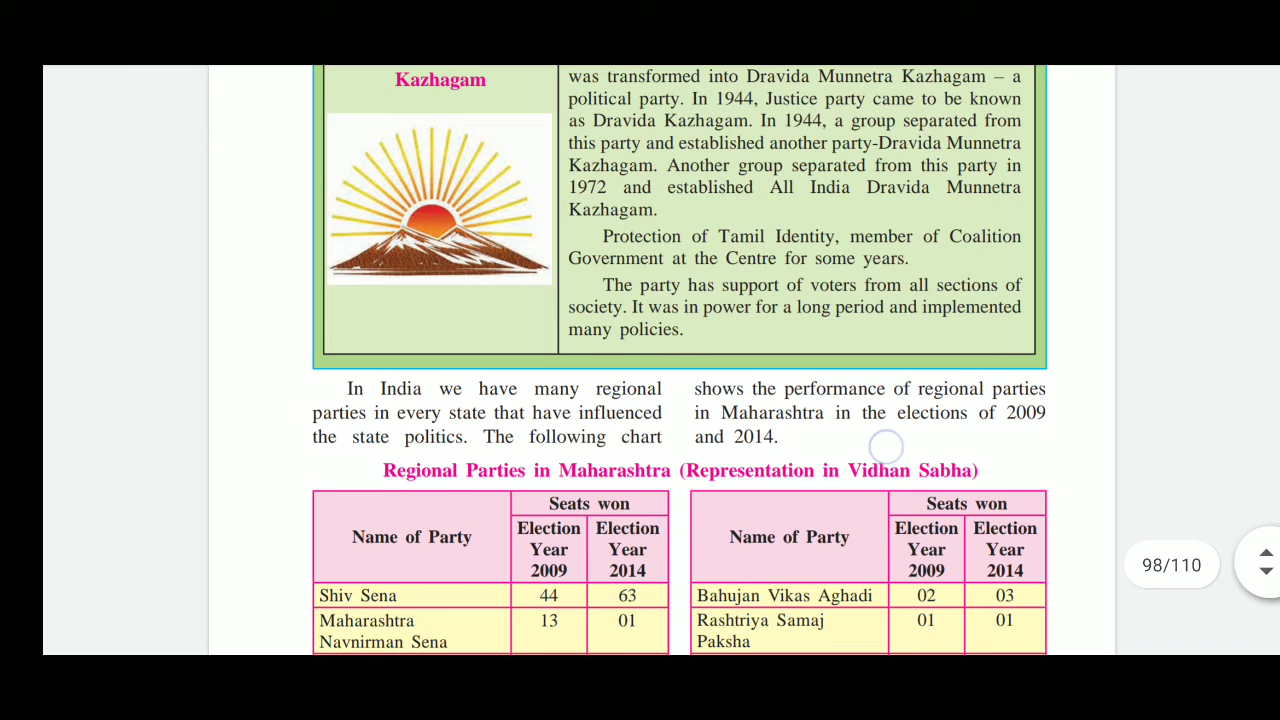 Kazhagam
was transformed into Dravida Munnetra Kazhagam – a
political party. In 1944, Justice party came to be known
as Dravida Kazhagam. In 1944, a group separated from
this party and established another party-Dravida Munnetra
Kazhagam. Another group separated from this party in
1972 and established All India Dravida Munnetra
Kazhagam.
Protection of Tamil Identity, member of Coalition
Government at the Centre for some years.
The party has support of voters from all sections of
society. It was in power for a long period and implemented
many policies.
In India we have many regional
parties in every state that have influenced
the state politics. The following chart
shows the performance of regional parties
in Maharashtra in the elections of 2009
and 2014.
Regional Parties in Maharashtra (Representation in Vidhan Sabha)
Name of Party
Seats won
Election Year 2009
Election Year 2014
Shiv Sena 44 63
Maharashtra Navnirman Sena 13 01
Name of Party
Seats won
Election Year 2009
Election Year 2014
Bahujan Vikas Aghadi 02 03
Rashtriya Samaj Paksha 01 01
98/110